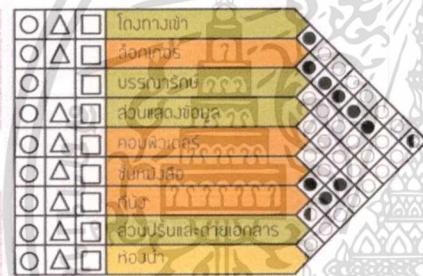 โถงทางเข้า
ล็อกเกอร์
บรรณารักษ์
ส่วนแสดงข้อมูล
คอมพิวเตอร์
ชั้นหนังสือ
ที่นั่ง
ส่วนปริ้นและถ่ายเอกสาร
ห้องน้ำ